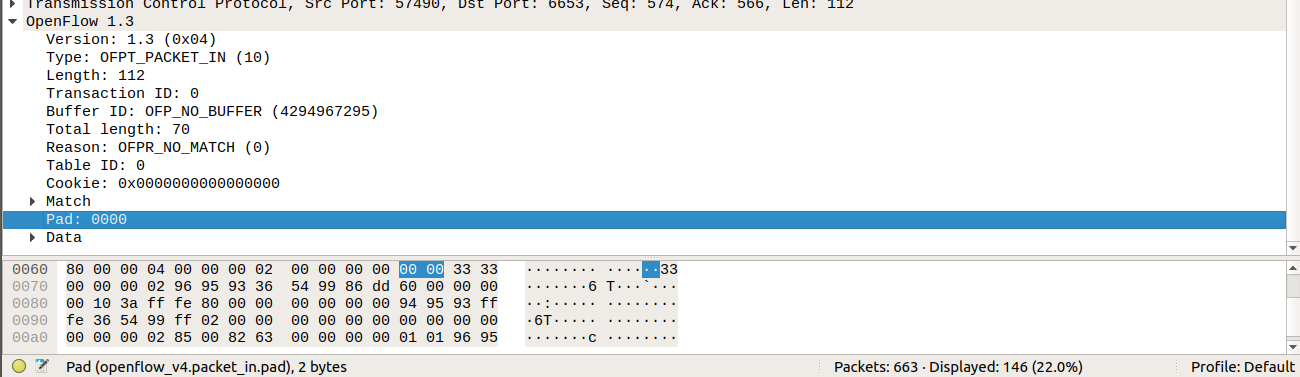 Transmission Control Protocol, Src Port: 57490, Dst Port: 6653, Seq: 574, Ack: 566, Len: 112
OpenFlow 1.3
Version: 1.3 (0x04)
Type: OFPT_PACKET_IN (10)
Length: 112
Transaction ID: 0
Buffer ID: OFP_NO_BUFFER (4294967295)
Total length: 70
Reason: OFPR_NO_MATCH (0)
Table ID: 0
Cookie: 0x0000000000000000
Match
Pad: 0000
Data
0060 80 00 00 04 00 00 00 02 00 00 00 00 00 00 33 33 ········ ······33
0070 00 00 00 02 96 95 93 36 54 99 86 dd 60 00 00 00 ·······6 T···`···
0080 00 10 3a ff fe 80 00 00 00 00 00 00 94 95 93 ff ··:····· ········
0090 fe 36 54 99 ff 02 00 00 00 00 00 00 00 00 00 00 ·6T····· ········
00a0 00 00 00 02 85 00 82 63 00 00 00 00 01 01 96 95 ·······c ········
Pad (openflow_v4.packet_in.pad), 2 bytes Packets: 663 · Displayed: 146 (22.0%) Profile: Default